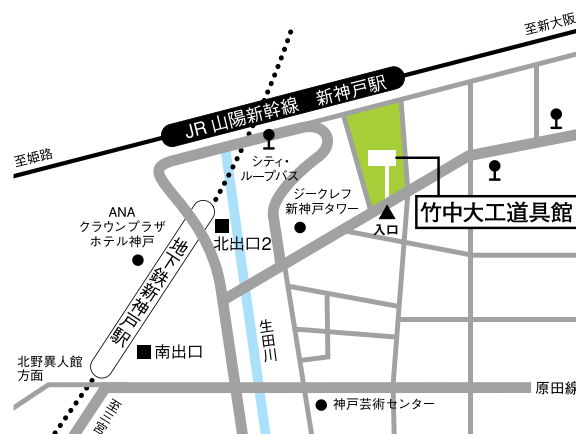 至新大阪
JR 山陽新幹線 新神戸駅
至姫路
シティ・
ループバス
ANA
クラウンプラザ
ホテル神戸
ジークレフ
新神戸タワー
竹中大工道具館
入口
北出口2
地下鉄新神戸駅
生田川
南出口
北野異人館
方面
原田線
至三宮
神戸芸術センター